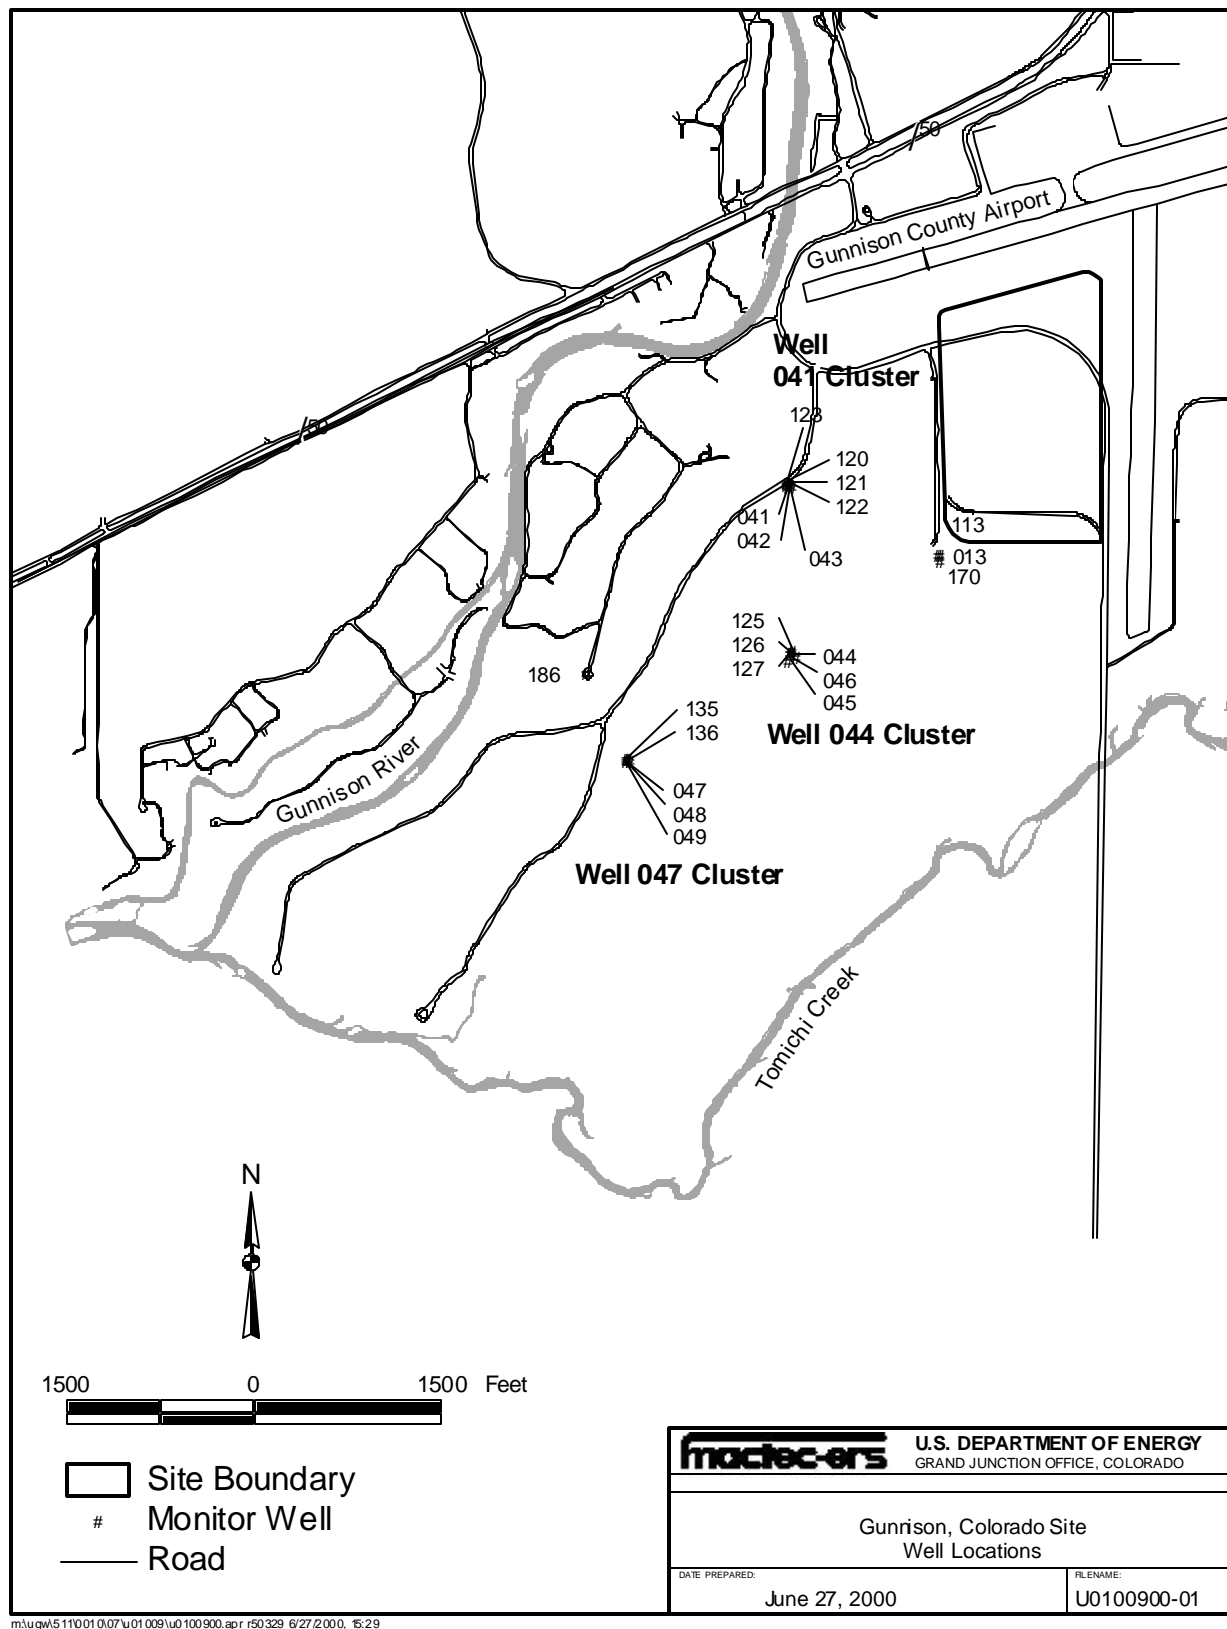 50
Gunnison County Airport
Well
041 Cluster
123
50
120
121
122
041
042
043
113
013
170
125
126
127
044
046
045
186
135
136
Well 044 Cluster
Gunnison River
047
048
049
Well 047 Cluster
Tomichi Creek
N
1500 0 1500 Feet
Site Boundary
# Monitor Well
Road
mactec-ers
U.S. DEPARTMENT OF ENERGY
GRAND JUNCTION OFFICE, COLORADO
Gunnison, Colorado Site
Well Locations
DATE PREPARED:
June 27, 2000
FILENAME:
U0100900-01
m:\ugw\511\0010\07\u01009\u0100900.apr r50329 6/27/2000, 15:29